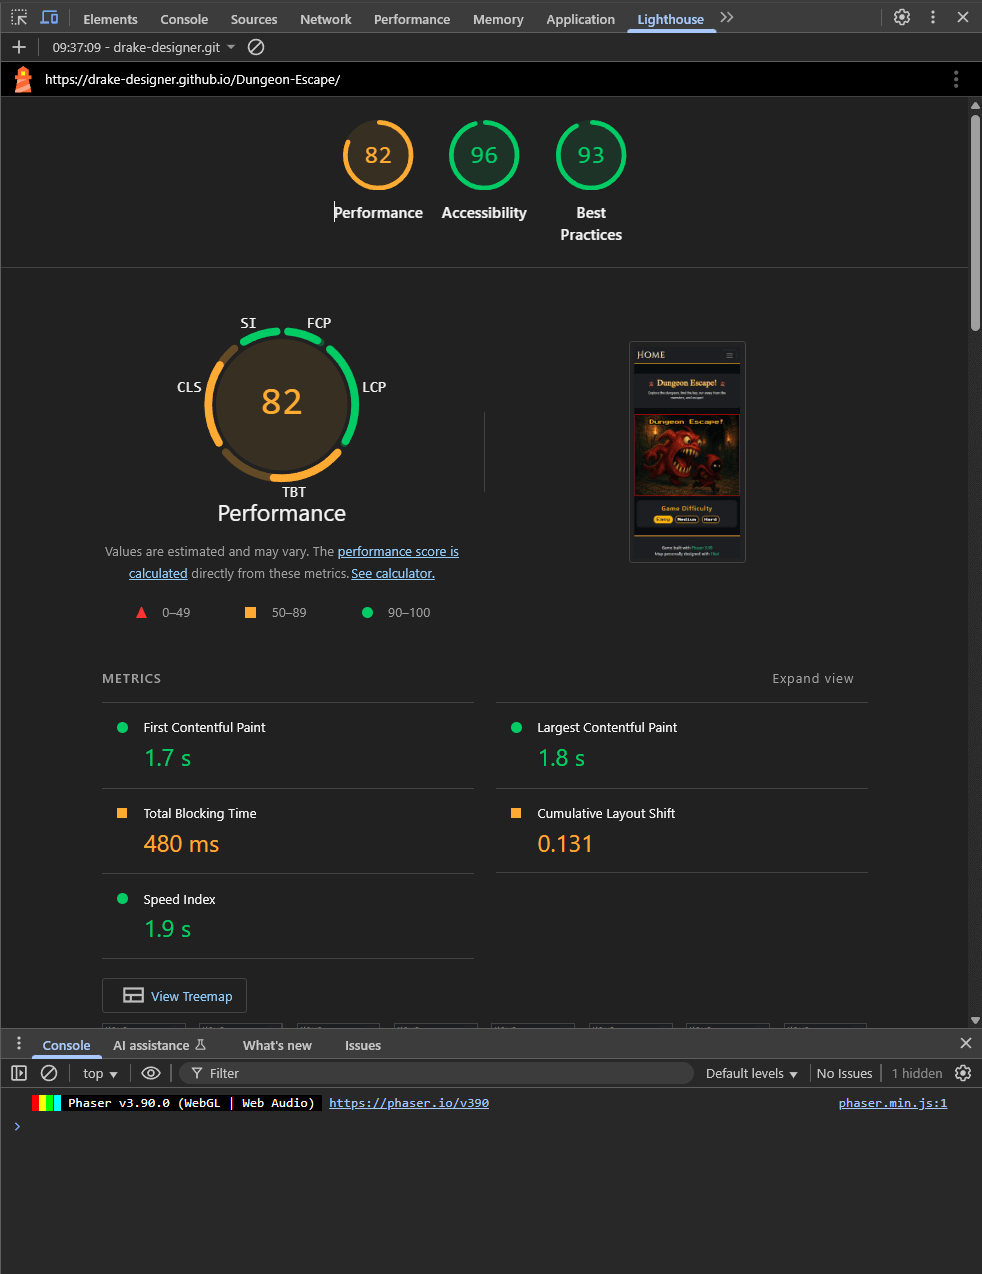 Elements Console Sources Network Performance Memory Application Lighthouse
09:37:09 - drake-designer.git
https://drake-designer.github.io/Dungeon-Escape/
82 96 93
Performance Accessibility Best Practices
SI FCP
CLS LCP
82
TBT
Performance
Values are estimated and may vary. The performance score is
calculated directly from these metrics. See calculator.
0–49 50–89 90–100
HOME
Dungeon Escape!
Dungeon Escape!
Game Difficulty
Easy Medium Hard
METRICS Expand view
First Contentful Paint
1.7 s
Largest Contentful Paint
1.8 s
Total Blocking Time
480 ms
Cumulative Layout Shift
0.131
Speed Index
1.9 s
View Treemap
Console AI assistance What's new Issues
top Filter Default levels No Issues 1 hidden
Phaser v3.90.0 (WebGL | Web Audio) https://phaser.io/v390 phaser.min.js:1